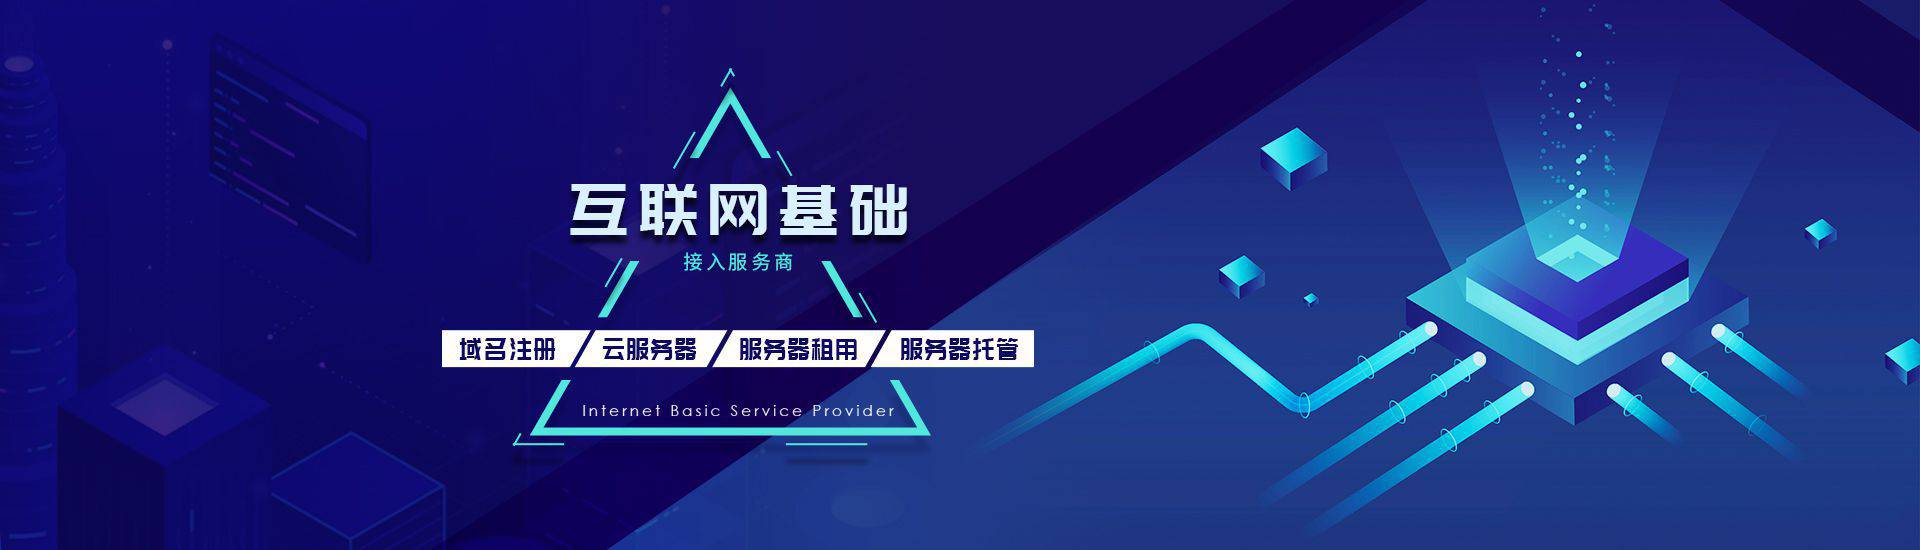 互联网基础
接入服务商
域名注册 云服务器 服务器租用 服务器托管
Internet Basic Service Provider